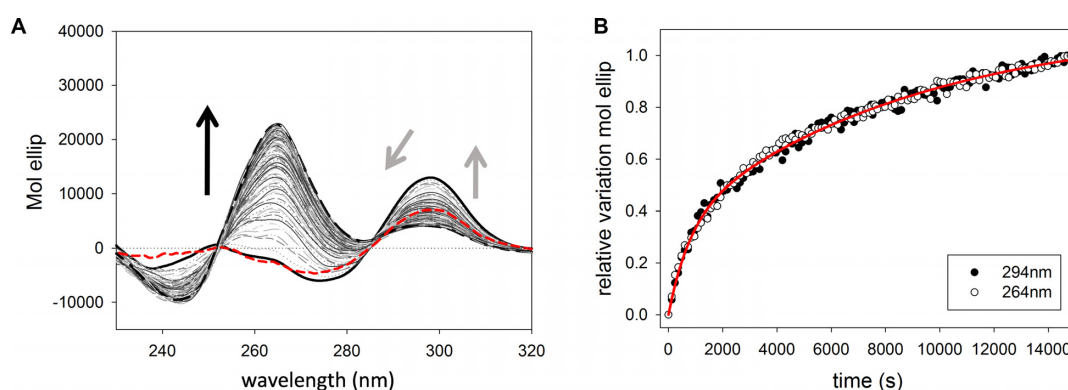 A
Mol ellip
40000
30000
20000
10000
0
-10000
240 260 280 300 320
wavelength (nm)
B
relative variation mol ellip
1.0
0.8
0.6
0.4
0.2
0.0
294nm
264nm
0 2000 4000 6000 8000 10000 12000 14000
time (s)